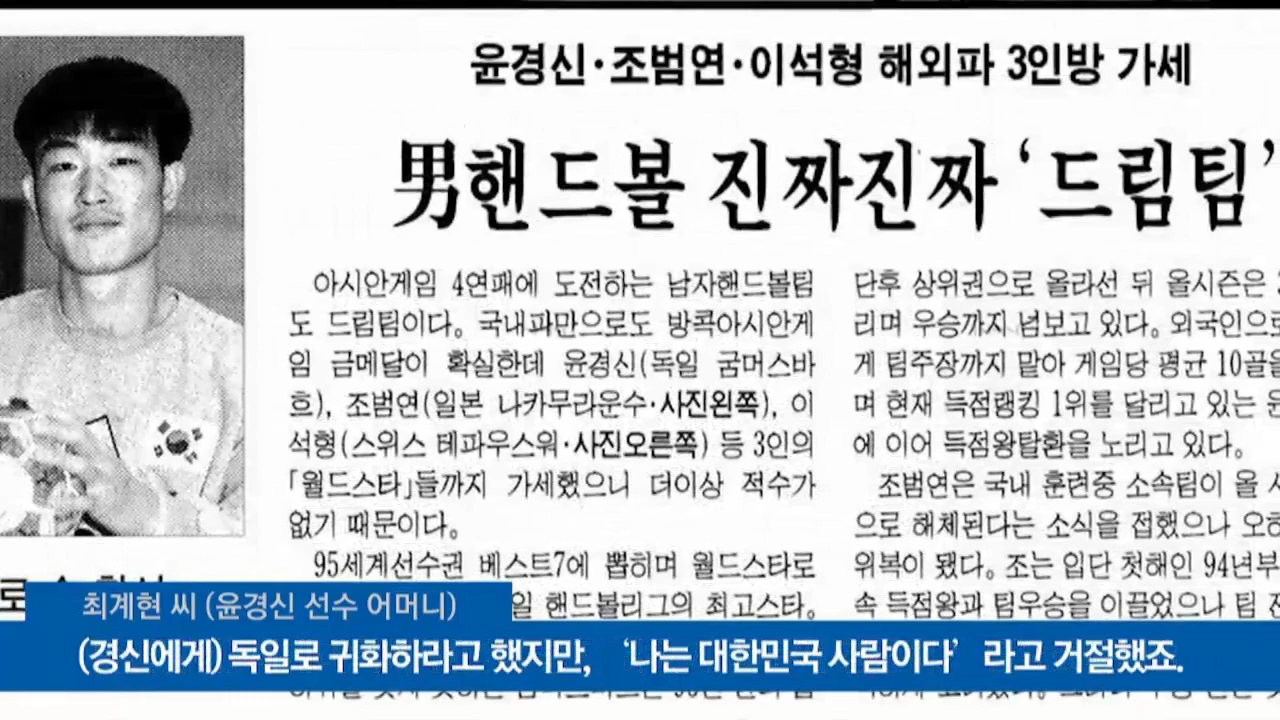 윤경신·조범연·이석형 해외파 3인방 가세
男핸드볼 진짜진짜 ‘드림팀’
아시안게임 4연패에 도전하는 남자핸드볼팀
도 드림팀이다. 국내파만으로도 방콕아시안게
임 금메달이 확실한데 윤경신(독일 굼머스바
흐), 조범연(일본 나카무라운수·사진왼쪽), 이
석형(스위스 테파우스워·사진오른쪽) 등 3인의
「월드스타」들까지 가세했으니 더이상 적수가
없기 때문이다.
95세계선수권 베스트7에 뽑히며 월드스타로
일 핸드볼리그의 최고스타.
단후 상위권으로 올라선 뒤 올시즌은
리며 우승까지 넘보고 있다. 외국인으로
게 팀주장까지 맡아 게임당 평균 10골을
며 현재 득점랭킹 1위를 달리고 있는 윤
에 이어 득점왕탈환을 노리고 있다.
조범연은 국내 훈련중 소속팀이 올 시
으로 해체된다는 소식을 접했으나 오히
위복이 됐다. 조는 입단 첫해인 94년부
속 득점왕과 팀우승을 이끌었으나 팀 전
최계현 씨 (윤경신 선수 어머니)
(경신에게) 독일로 귀화하라고 했지만, ‘나는 대한민국 사람이다’ 라고 거절했죠.